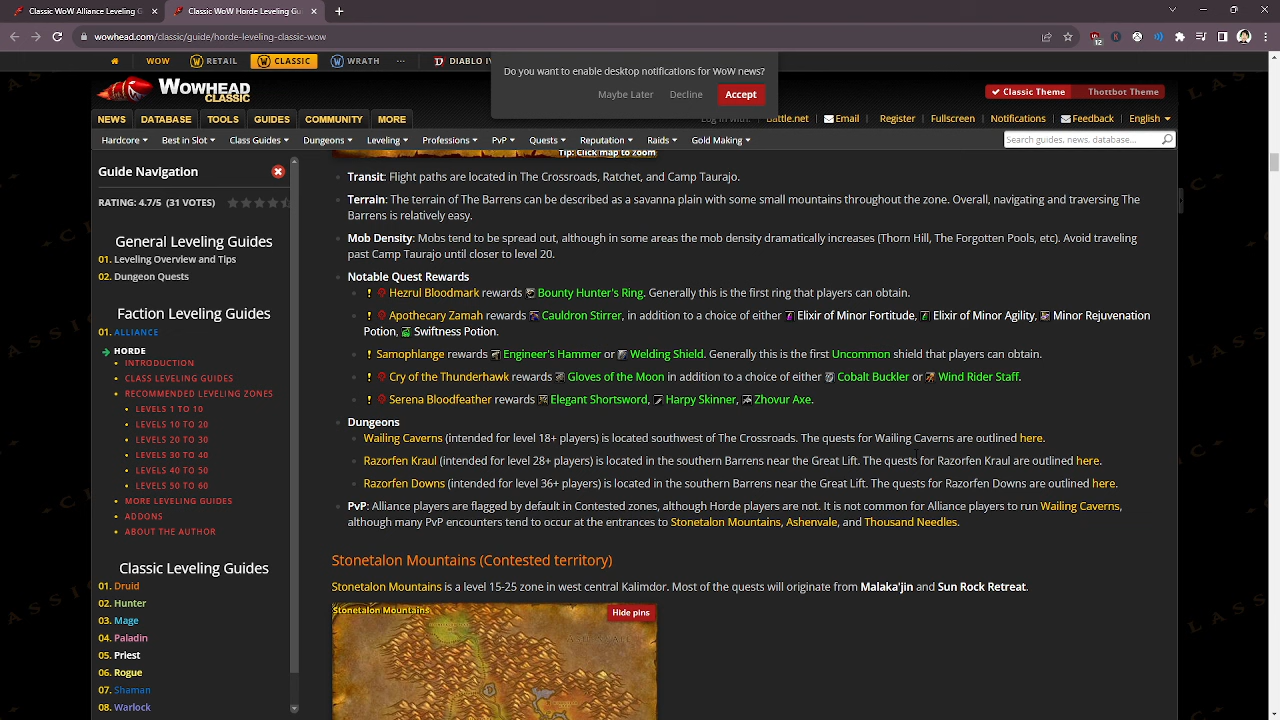 WoW Alliance Leveling G
WoW Horde Leveling Guide
wowhead.com/classic/guide/horde-leveling-classic-wow
12
WOW
RETAIL
CLASSIC
WRATH
DIABLO IV
Do you want to enable desktop notifications for WoW news?
Maybe Later
Decline
Accept
WOWHEAD
CLASSIC
Classic Theme
Thottbot Theme
NEWS
DATABASE
TOOLS
GUIDES
COMMUNITY
MORE
Log in with:
Battle.net
Email
Register
Fullscreen
Notifications
Feedback
English
Hardcore
Best in Slot
Class Guides
Dungeons
Leveling
Professions
PvP
Quests
Reputation
Raids
Gold Making
Search guides, news, database...
Guide Navigation
RATING: 4.7/5 (31 VOTES)
General Leveling Guides
01. Leveling Overview and Tips
02. Dungeon Quests
Faction Leveling Guides
01. ALLIANCE
HORDE
INTRODUCTION
CLASS LEVELING GUIDES
RECOMMENDED LEVELING ZONES
LEVELS 1 TO 10
LEVELS 10 TO 20
LEVELS 20 TO 30
LEVELS 30 TO 40
LEVELS 40 TO 50
LEVELS 50 TO 60
MORE LEVELING GUIDES
ADDONS
ABOUT THE AUTHOR
Classic Leveling Guides
01. Druid
02. Hunter
03. Mage
04. Paladin
05. Priest
06. Rogue
07. Shaman
08. Warlock
Tip: Click map to zoom
Transit: Flight paths are located in The Crossroads, Ratchet, and Camp Taurajo.
Terrain: The terrain of The Barrens can be described as a savanna plain with some small mountains throughout the zone. Overall, navigating and traversing The
Barrens is relatively easy.
Mob Density: Mobs tend to be spread out, although in some areas the mob density dramatically increases (Thorn Hill, The Forgotten Pools, etc). Avoid traveling
past Camp Taurajo until closer to level 20.
Notable Quest Rewards
Hezrul Bloodmark rewards Bounty Hunter's Ring. Generally this is the first ring that players can obtain.
Apothecary Zamah rewards Cauldron Stirrer, in addition to a choice of either Elixir of Minor Fortitude, Elixir of Minor Agility, Minor Rejuvenation
Potion, Swiftness Potion.
Samophlange rewards Engineer's Hammer or Welding Shield. Generally this is the first Uncommon shield that players can obtain.
Cry of the Thunderhawk rewards Gloves of the Moon in addition to a choice of either Cobalt Buckler or Wind Rider Staff.
Serena Bloodfeather rewards Elegant Shortsword, Harpy Skinner, Zhovur Axe.
Dungeons
Wailing Caverns (intended for level 18+ players) is located southwest of The Crossroads. The quests for Wailing Caverns are outlined here.
Razorfen Kraul (intended for level 28+ players) is located in the southern Barrens near the Great Lift. The quests for Razorfen Kraul are outlined here.
Razorfen Downs (intended for level 36+ players) is located in the southern Barrens near the Great Lift. The quests for Razorfen Downs are outlined here.
PvP: Alliance players are flagged by default in Contested zones, although Horde players are not. It is not common for Alliance players to run Wailing Caverns,
although many PvP encounters tend to occur at the entrances to Stonetalon Mountains, Ashenvale, and Thousand Needles.
Stonetalon Mountains (Contested territory)
Stonetalon Mountains is a level 15-25 zone in west central Kalimdor. Most of the quests will originate from Malaka'jin and Sun Rock Retreat.
Stonetalon Mountains
Hide pins